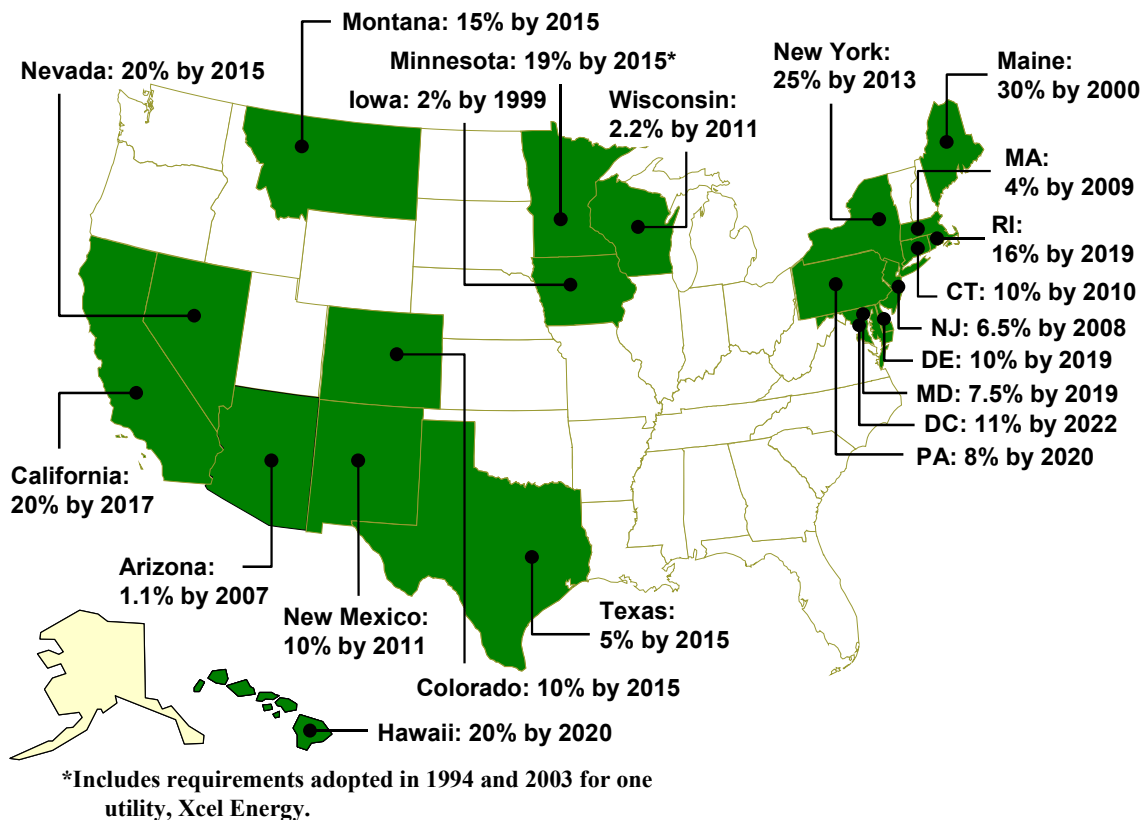 Montana: 15% by 2015
Nevada: 20% by 2015
Minnesota: 19% by 2015*
Iowa: 2% by 1999
Wisconsin:
2.2% by 2011
New York:
25% by 2013
Maine:
30% by 2000
MA:
4% by 2009
RI:
16% by 2019
CT: 10% by 2010
NJ: 6.5% by 2008
DE: 10% by 2019
MD: 7.5% by 2019
DC: 11% by 2022
PA: 8% by 2020
California:
20% by 2017
Arizona:
1.1% by 2007
New Mexico:
10% by 2011
Texas:
5% by 2015
Colorado: 10% by 2015
Hawaii: 20% by 2020
*Includes requirements adopted in 1994 and 2003 for one
utility, Xcel Energy.